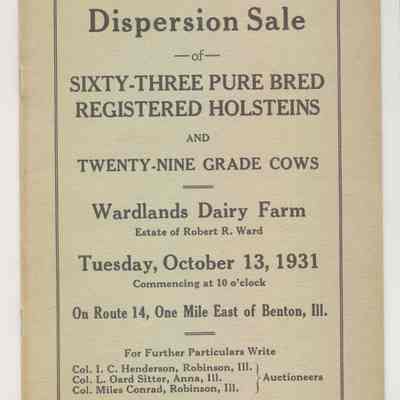 Dispersion Sale
—of—
SIXTY-THREE PURE BRED
REGISTERED HOLSTEINS
AND
TWENTY-NINE GRADE COWS
Wardlands Dairy Farm
Estate of Robert R. Ward
Tuesday, October 13, 1931
Commencing at 10 o'clock
On Route 14, One Mile East of Benton, Ill.
For Further Particulars Write
Col. I. C. Henderson, Robinson, Ill.
Col. L. Oard Sitter, Anna, Ill. } Auctioneers
Col. Miles Conrad, Robinson, Ill.